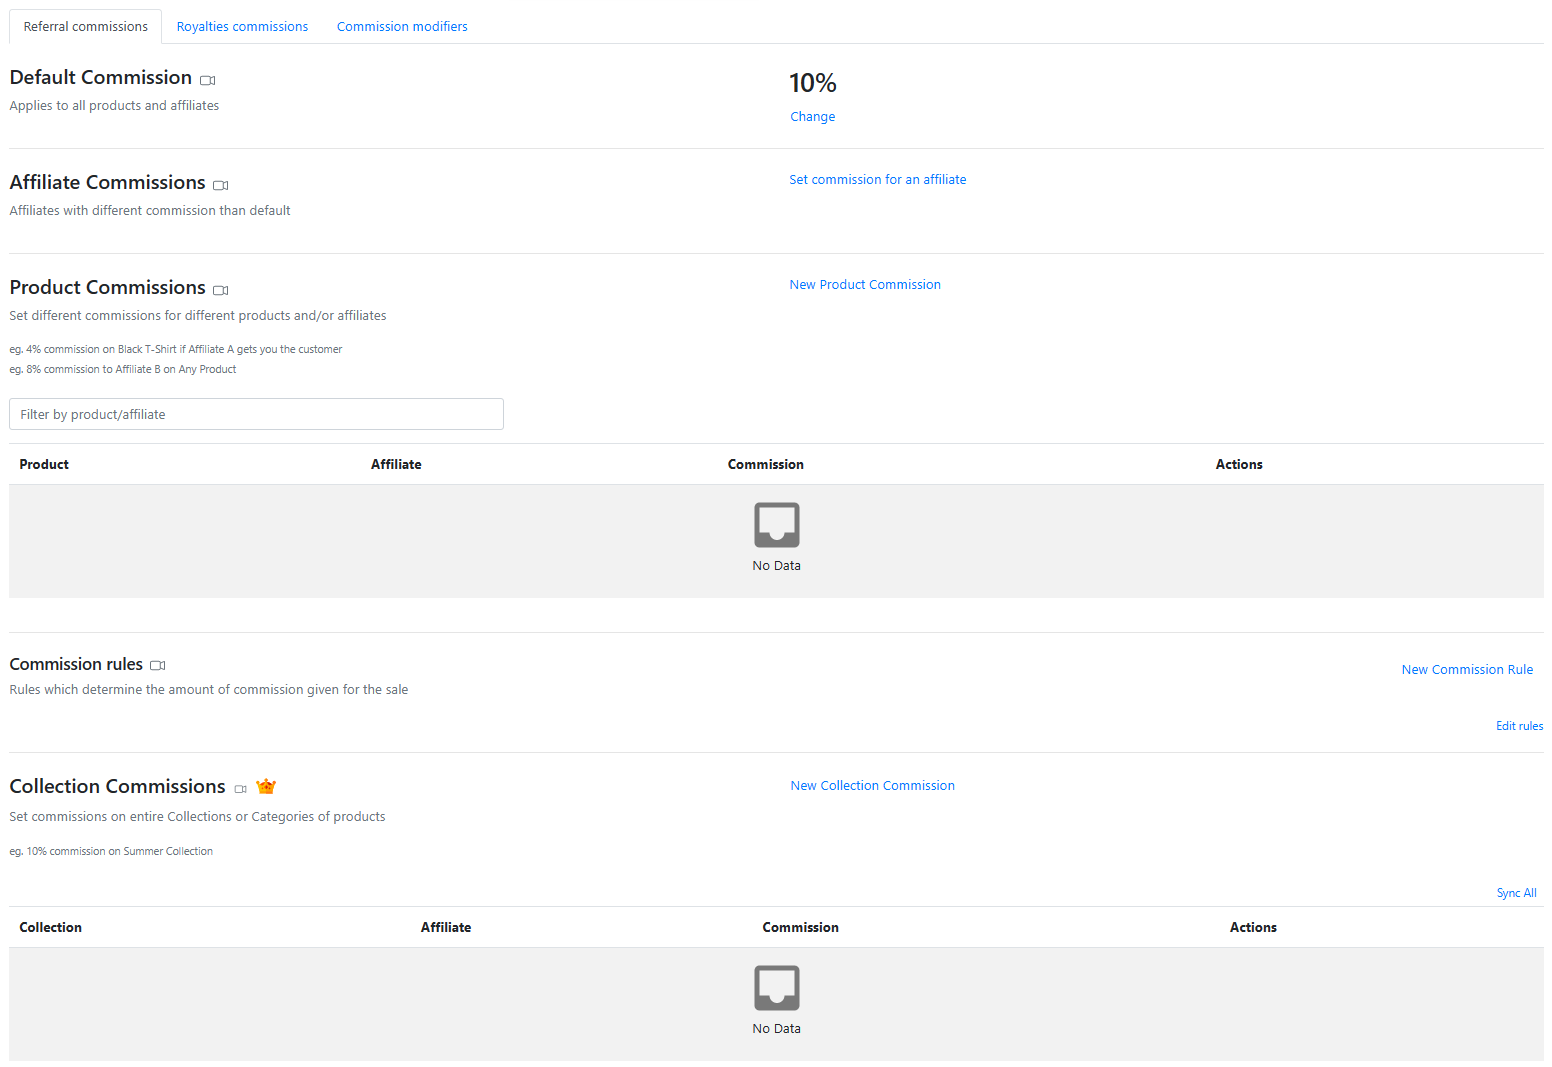 Referral commissions Royalties commissions Commission modifiers
Default Commission
10%
Applies to all products and affiliates
Change
Affiliate Commissions
Set commission for an affiliate
Affiliates with different commission than default
Product Commissions
New Product Commission
Set different commissions for different products and/or affiliates
eg. 4% commission on Black T-Shirt if Affiliate A gets you the customer
eg. 8% commission to Affiliate B on Any Product
Filter by product/affiliate
Product Affiliate Commission Actions
No Data
Commission rules
New Commission Rule
Rules which determine the amount of commission given for the sale
Edit rules
Collection Commissions
New Collection Commission
Set commissions on entire Collections or Categories of products
eg. 10% commission on Summer Collection
Sync All
Collection Affiliate Commission Actions
No Data